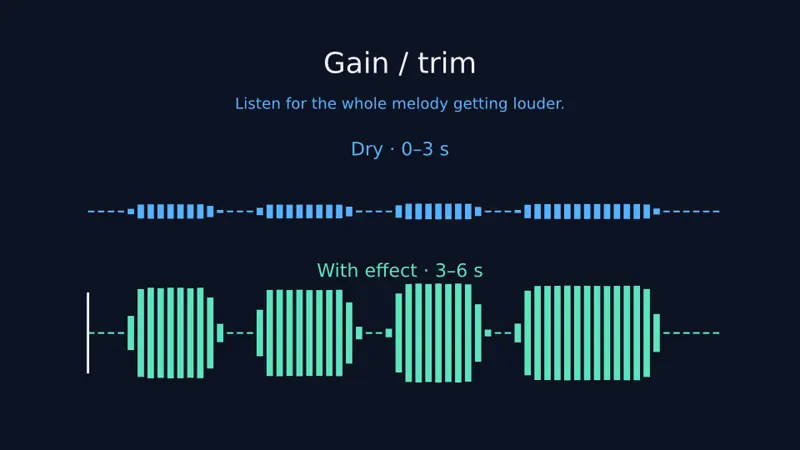 Gain / trim
Listen for the whole melody getting louder.
Dry · 0–3 s
With effect · 3–6 s